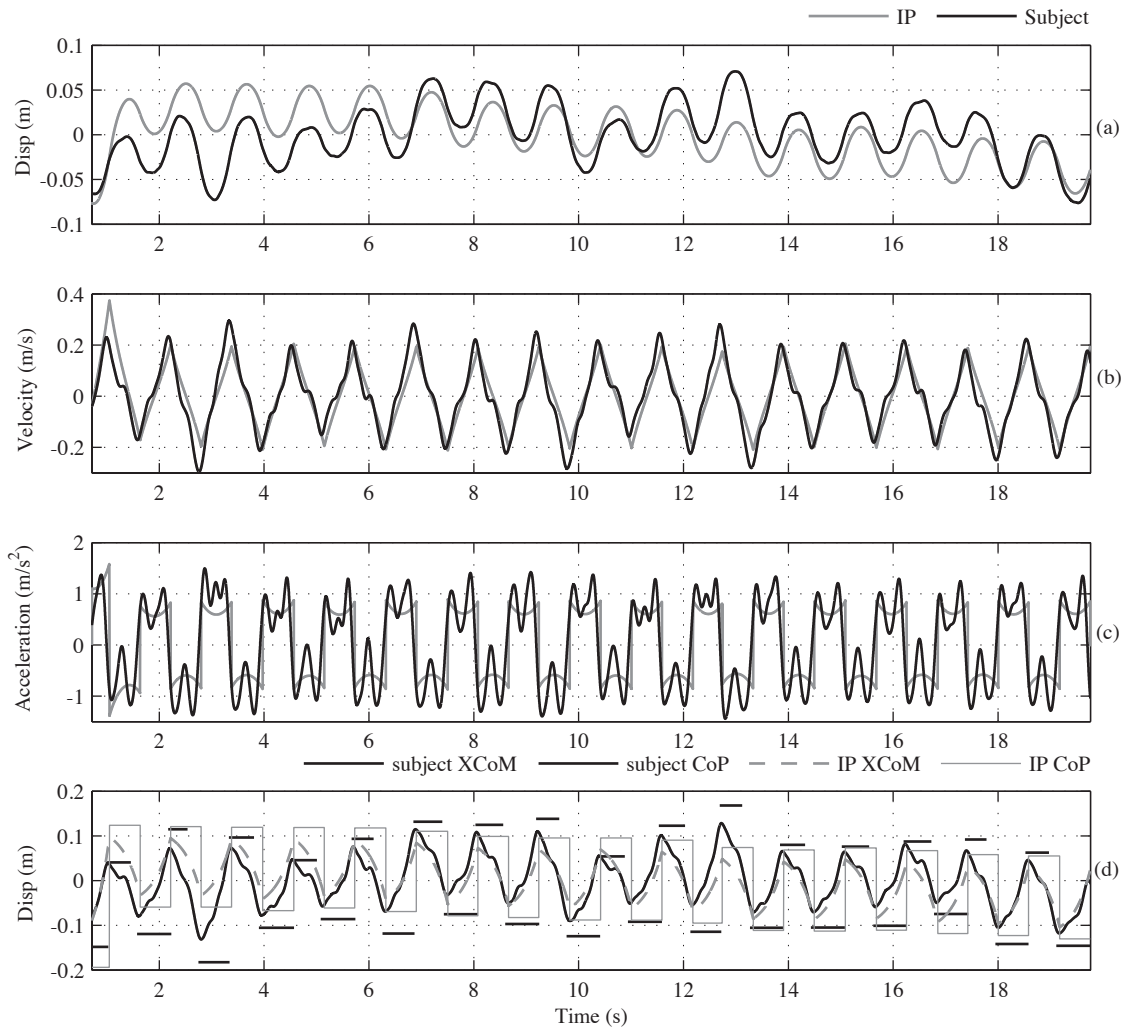 IP Subject
0.1
0.05
0
-0.05
-0.1
Disp (m)
(a)
2 4 6 8 10 12 14 16 18
0.4
0.2
0
-0.2
Velocity (m/s)
(b)
2 4 6 8 10 12 14 16 18
2
1
0
-1
Acceleration (m/s²)
(c)
2 4 6 8 10 12 14 16 18
subject XCoM subject CoP IP XCoM IP CoP
0.2
0.1
0
-0.1
-0.2
Disp (m)
(d)
2 4 6 8 10 12 14 16 18
Time (s)